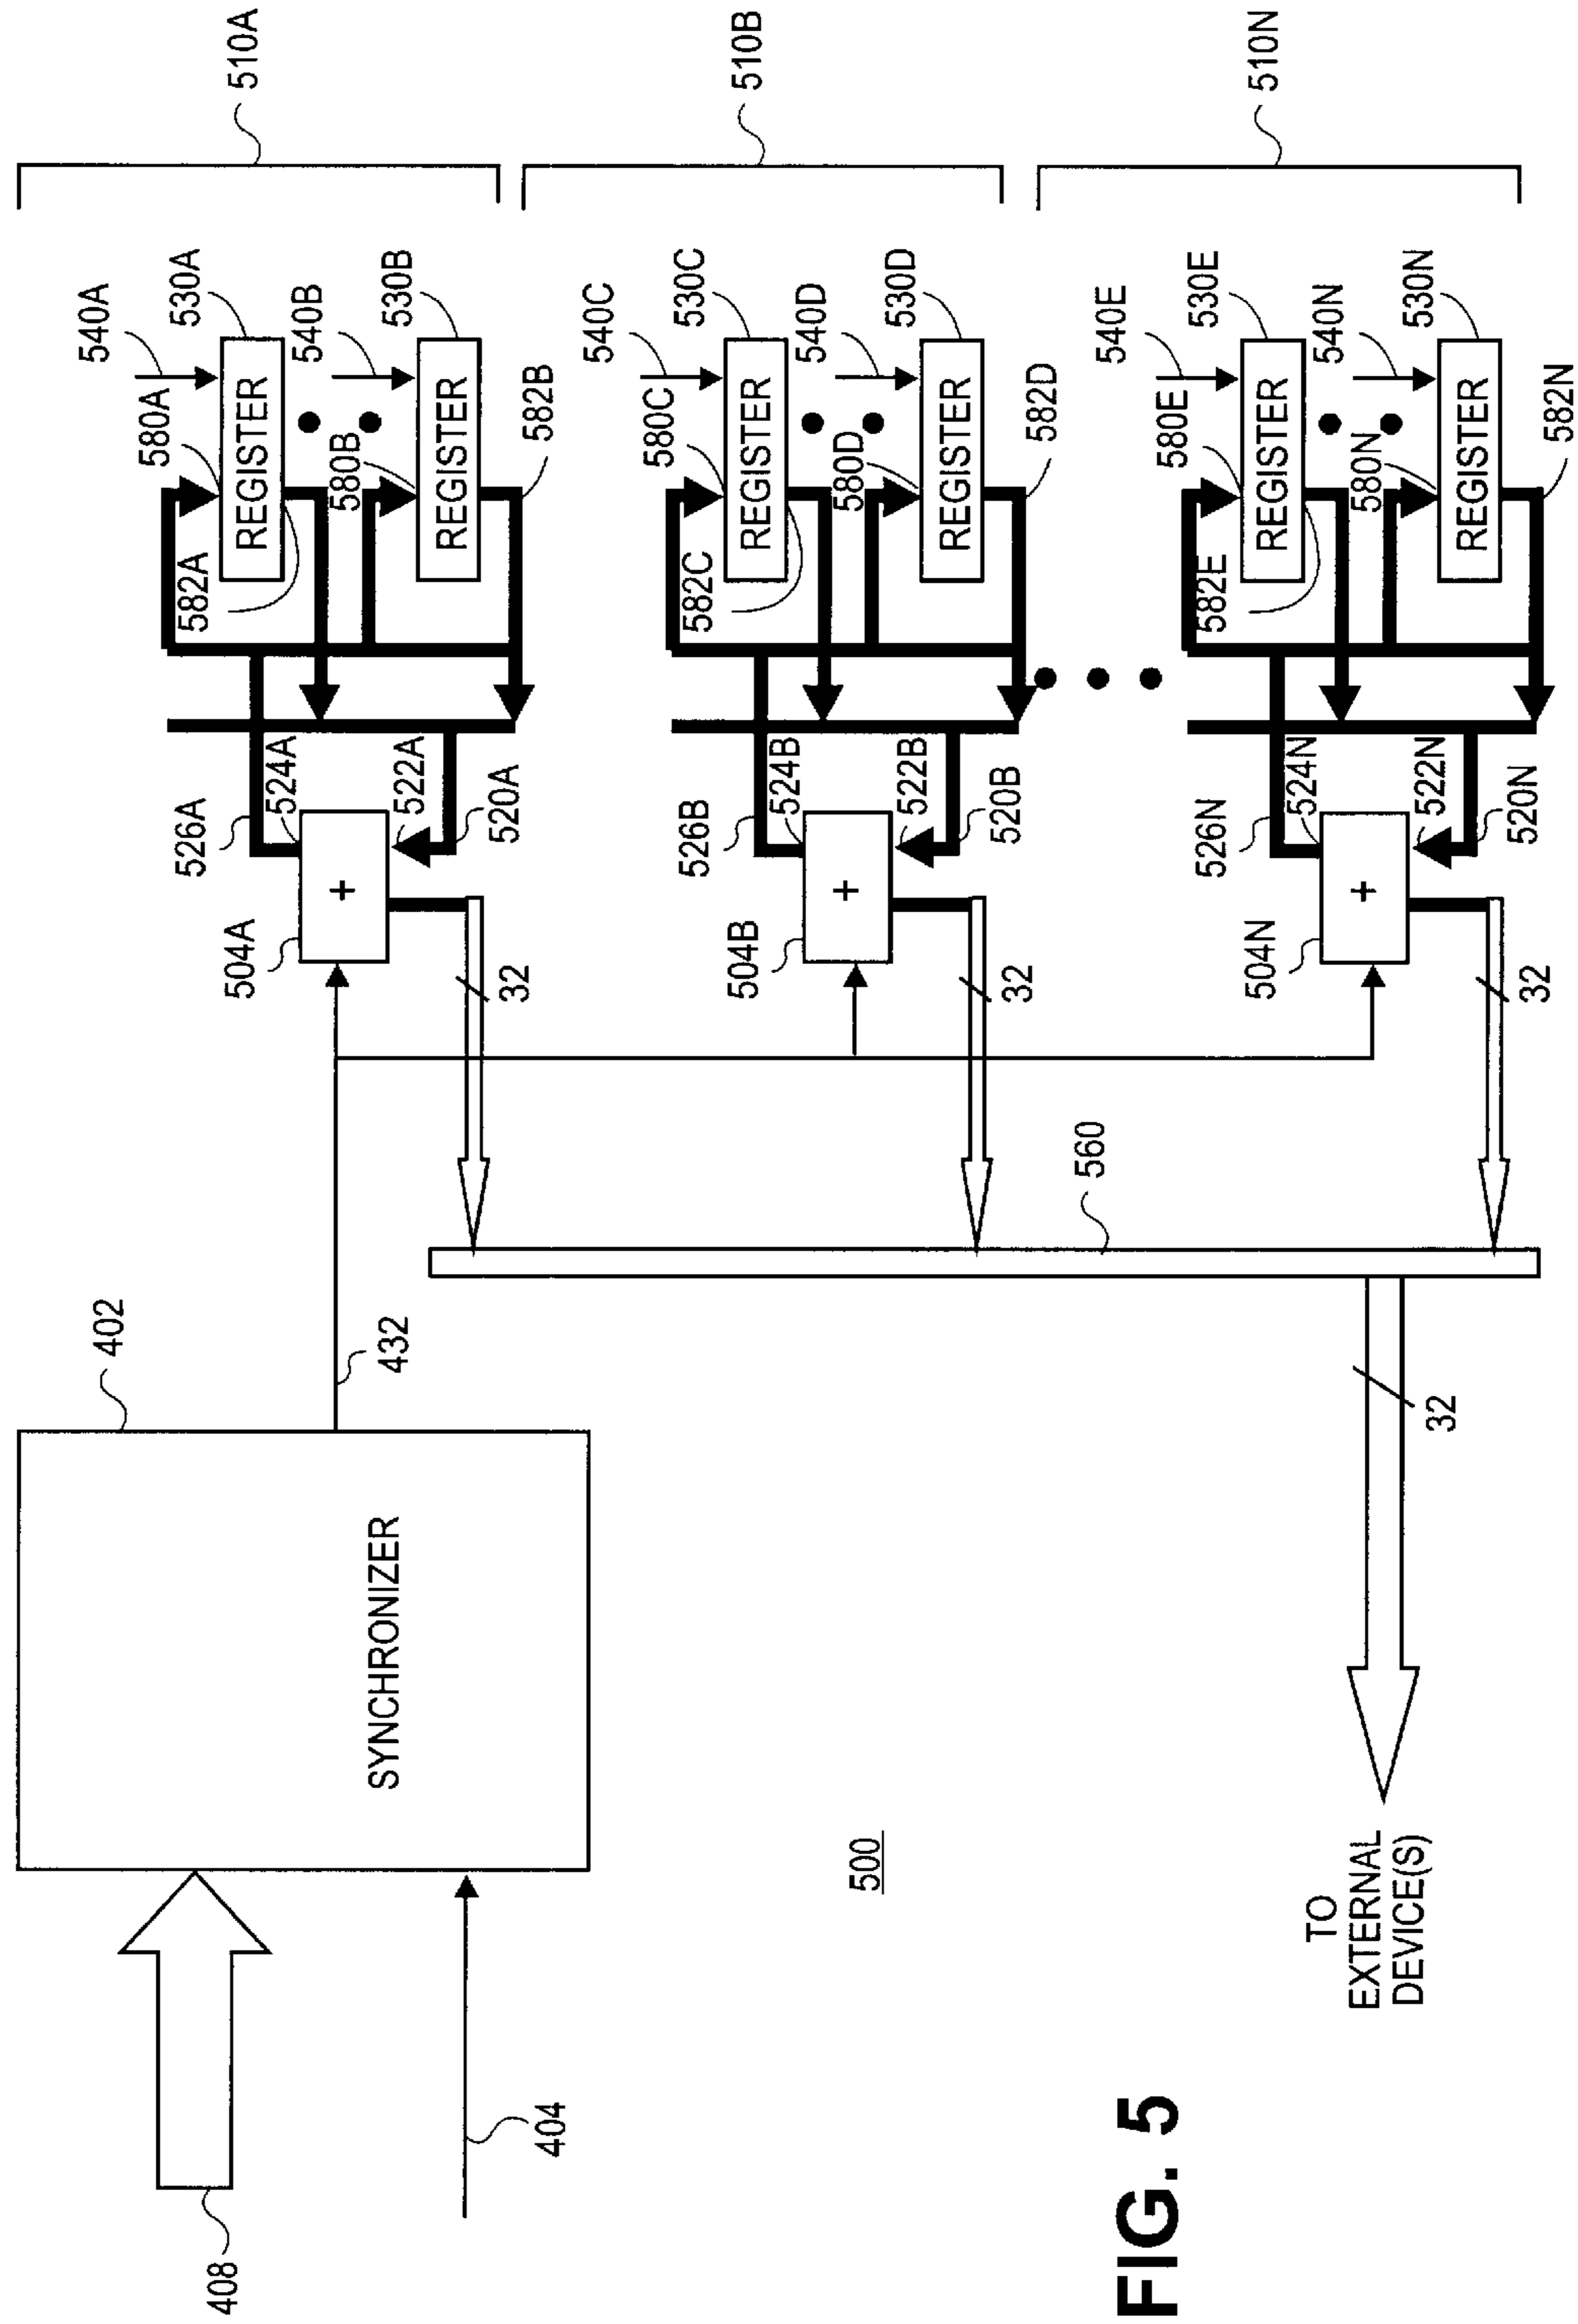 540A
530A
580A
REGISTER
582A
540B
530B
580B
REGISTER
582B
510A
526A
524A
522A
520A
504A
+
32
540C
530C
580C
REGISTER
582C
540D
530D
580D
REGISTER
582D
510B
526B
524B
522B
520B
504B
+
32
540E
530E
580E
REGISTER
582E
540N
530N
580N
REGISTER
582N
510N
526N
524N
522N
520N
504N
+
32
402
SYNCHRONIZER
432
408
404
560
32
TO
EXTERNAL
DEVICE(S)
500
FIG. 5